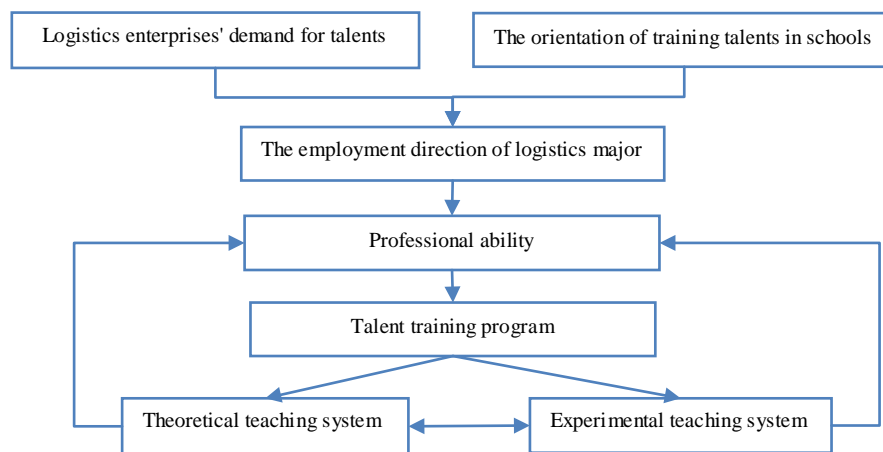 Logistics enterprises' demand for talents
The orientation of training talents in schools
The employment direction of logistics major
Professional ability
Talent training program
Theoretical teaching system
Experimental teaching system